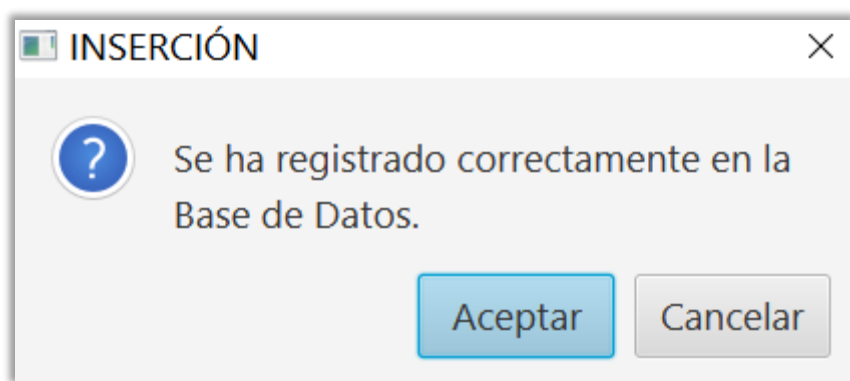 INSERCIÓN
Se ha registrado correctamente en la
Base de Datos.
Aceptar Cancelar